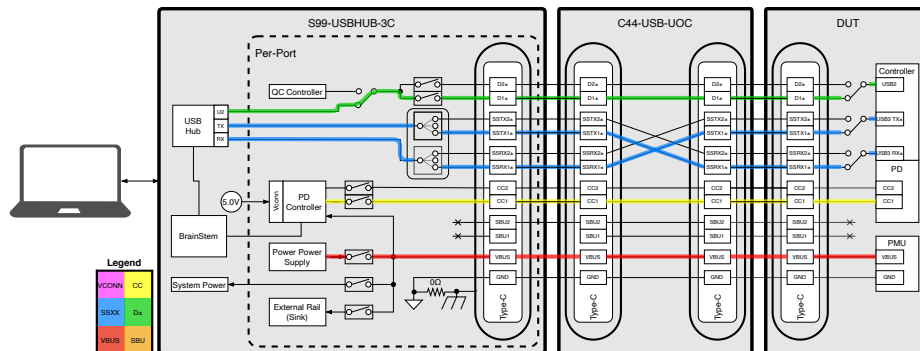 S99-USBHUB-3C
C44-USB-UOC
DUT
Per-Port
QC Controller
USB
Hub
U2
TX
RX
5.0V
Vconn
PD
Controller
BrainStem
Power Power
Supply
System Power
External Rail
(Sink)
0Ω
D2±
D1±
SSTX2±
SSTX1±
SSRX2±
SSRX1±
CC2
CC1
SBU2
SBU1
VBUS
GND
Type-C
D2±
D1±
SSTX2±
SSTX1±
SSRX2±
SSRX1±
CC2
CC1
SBU2
SBU1
VBUS
GND
Type-C
D2±
D1±
SSTX2±
SSTX1±
SSRX2±
SSRX1±
CC2
CC1
SBU2
SBU1
VBUS
GND
Type-C
D2±
D1±
SSTX2±
SSTX1±
SSRX2±
SSRX1±
CC2
CC1
SBU2
SBU1
VBUS
GND
Type-C
Controller
USB2
USB3 TX±
USB3 RX±
PD
CC2
CC1
PMU
VBUS
GND
Legend
VCONN
CC
SSXX
D±
VBUS
SBU